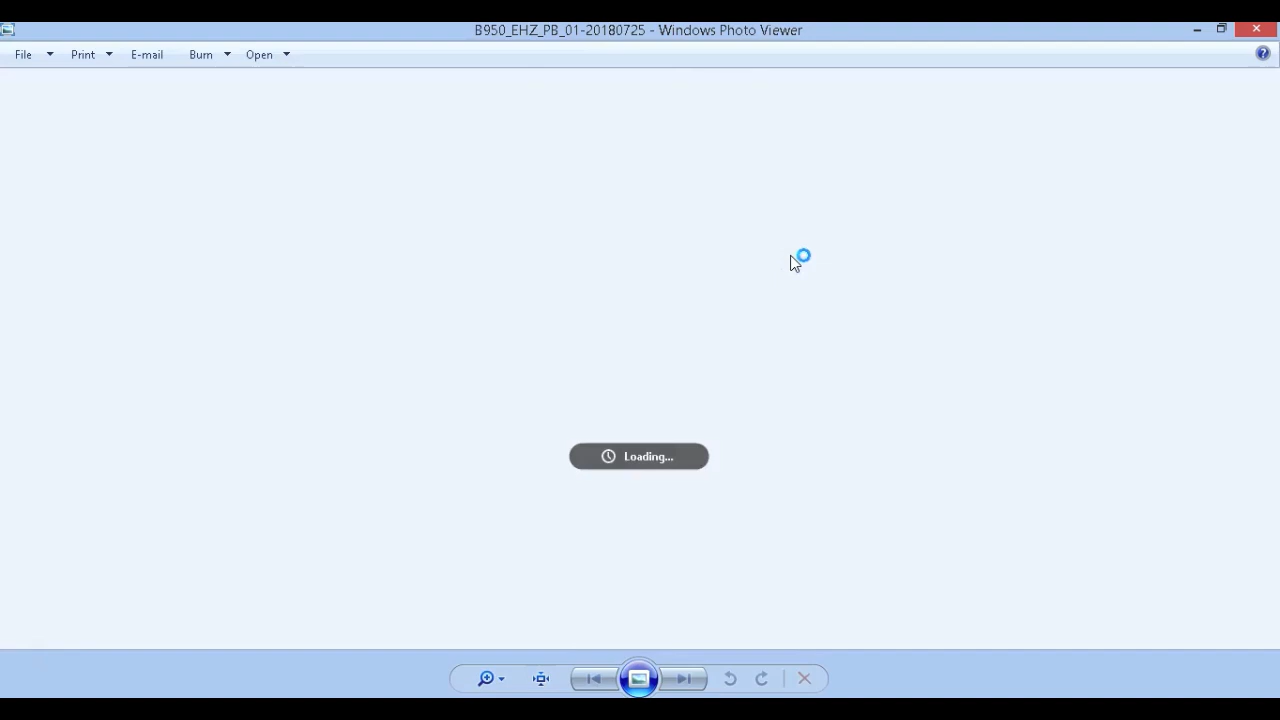 B950_EHZ_PB_01-20180725 - Windows Photo Viewer
File Print E-mail Burn Open
Loading...